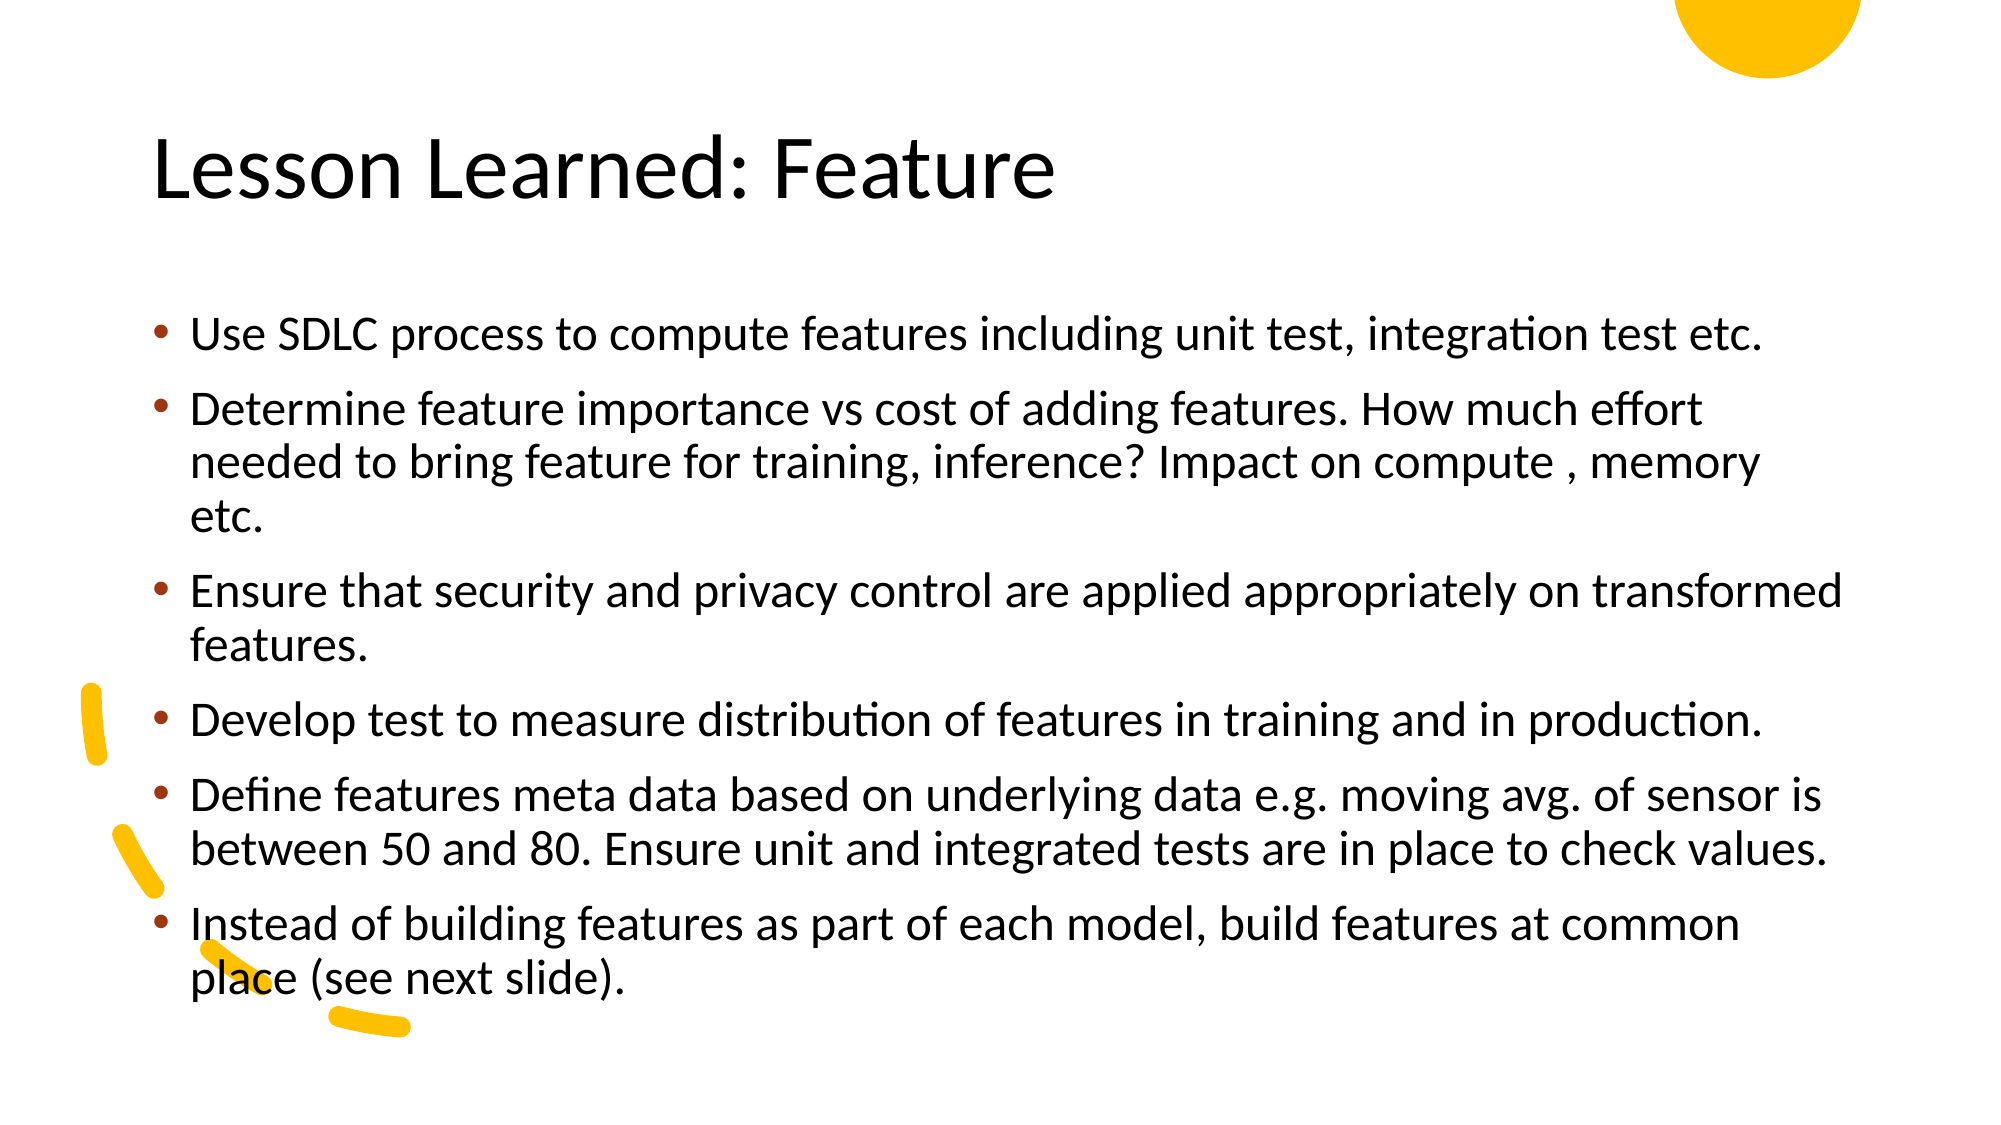 Lesson Learned: Feature
• Use SDLC process to compute features including unit test, integration test etc.
• Determine feature importance vs cost of adding features. How much effort
needed to bring feature for training, inference? Impact on compute , memory
etc.
• Ensure that security and privacy control are applied appropriately on transformed
features.
• Develop test to measure distribution of features in training and in production.
• Define features meta data based on underlying data e.g. moving avg. of sensor is
between 50 and 80. Ensure unit and integrated tests are in place to check values.
• Instead of building features as part of each model, build features at common
place (see next slide).